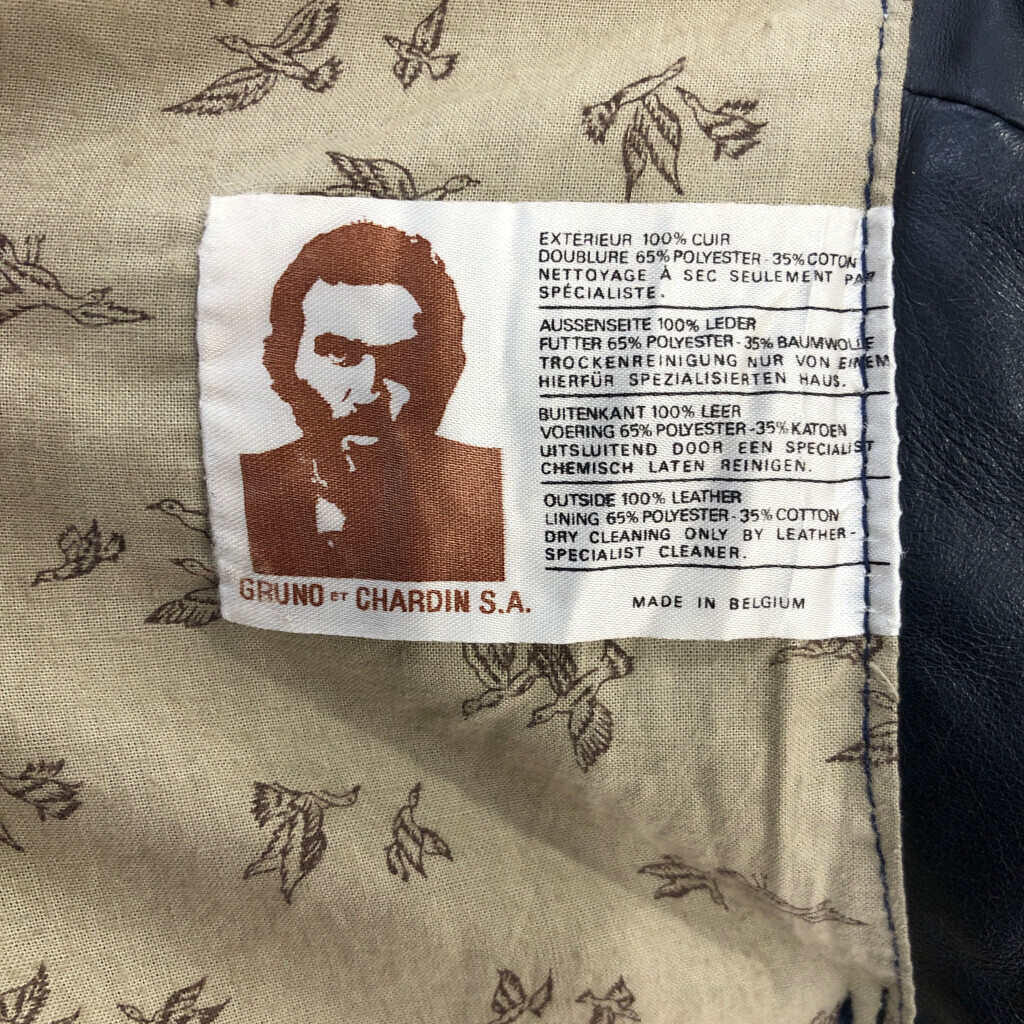 EXTÉRIEUR 100% CUIR
DOUBLURE 65% POLYESTER - 35% COTON
NETTOYAGE À SEC SEULEMENT PAR
SPÉCIALISTE.
AUSSENSEITE 100% LEDER
FUTTER 65% POLYESTER - 35% BAUMWOLLE
TROCKENREINIGUNG NUR VON EINEM
HIERFÜR SPEZIALISIERTEN HAUS.
BUITENKANT 100% LEER
VOERING 65% POLYESTER - 35% KATOEN
UITSLUITEND DOOR EEN SPECIALIST
CHEMISCH LATEN REINIGEN.
OUTSIDE 100% LEATHER
LINING 65% POLYESTER - 35% COTTON
DRY CLEANING ONLY BY LEATHER-
SPECIALIST CLEANER.
GRUNO ET CHARDIN S.A.
MADE IN BELGIUM